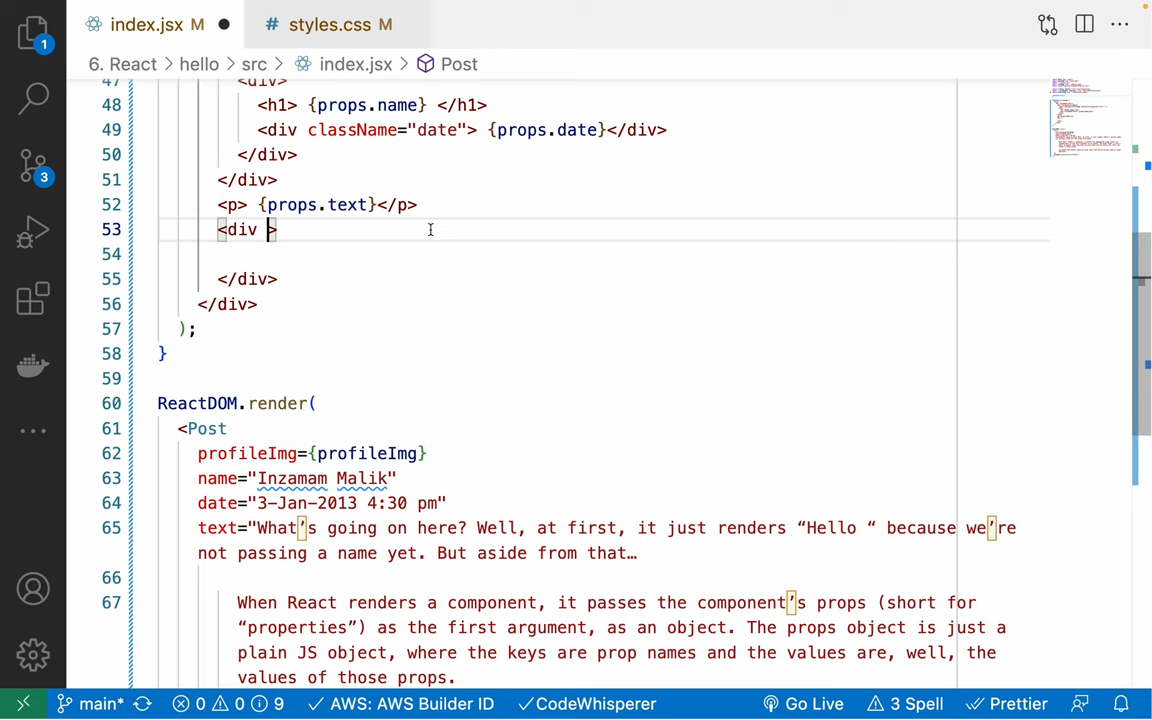 index.jsx M
# styles.css M
6. React > hello > src > index.jsx > Post
1
3
47 <div>
48 <h1> {props.name} </h1>
49 <div className="date"> {props.date}</div>
50 </div>
51 </div>
52 <p> {props.text}</p>
53 <div >
54
55 </div>
56 </div>
57 );
58 }
59
60 ReactDOM.render(
61 <Post
62 profileImg={profileImg}
63 name="Inzamam Malik"
64 date="3-Jan-2013 4:30 pm"
65 text="What’s going on here? Well, at first, it just renders “Hello “ because we’re
not passing a name yet. But aside from that…
66
67 When React renders a component, it passes the component’s props (short for
“properties”) as the first argument, as an object. The props object is just a
plain JS object, where the keys are prop names and the values are, well, the
values of those props.
main* 0 0 9 AWS: AWS Builder ID CodeWhisperer Go Live 3 Spell Prettier